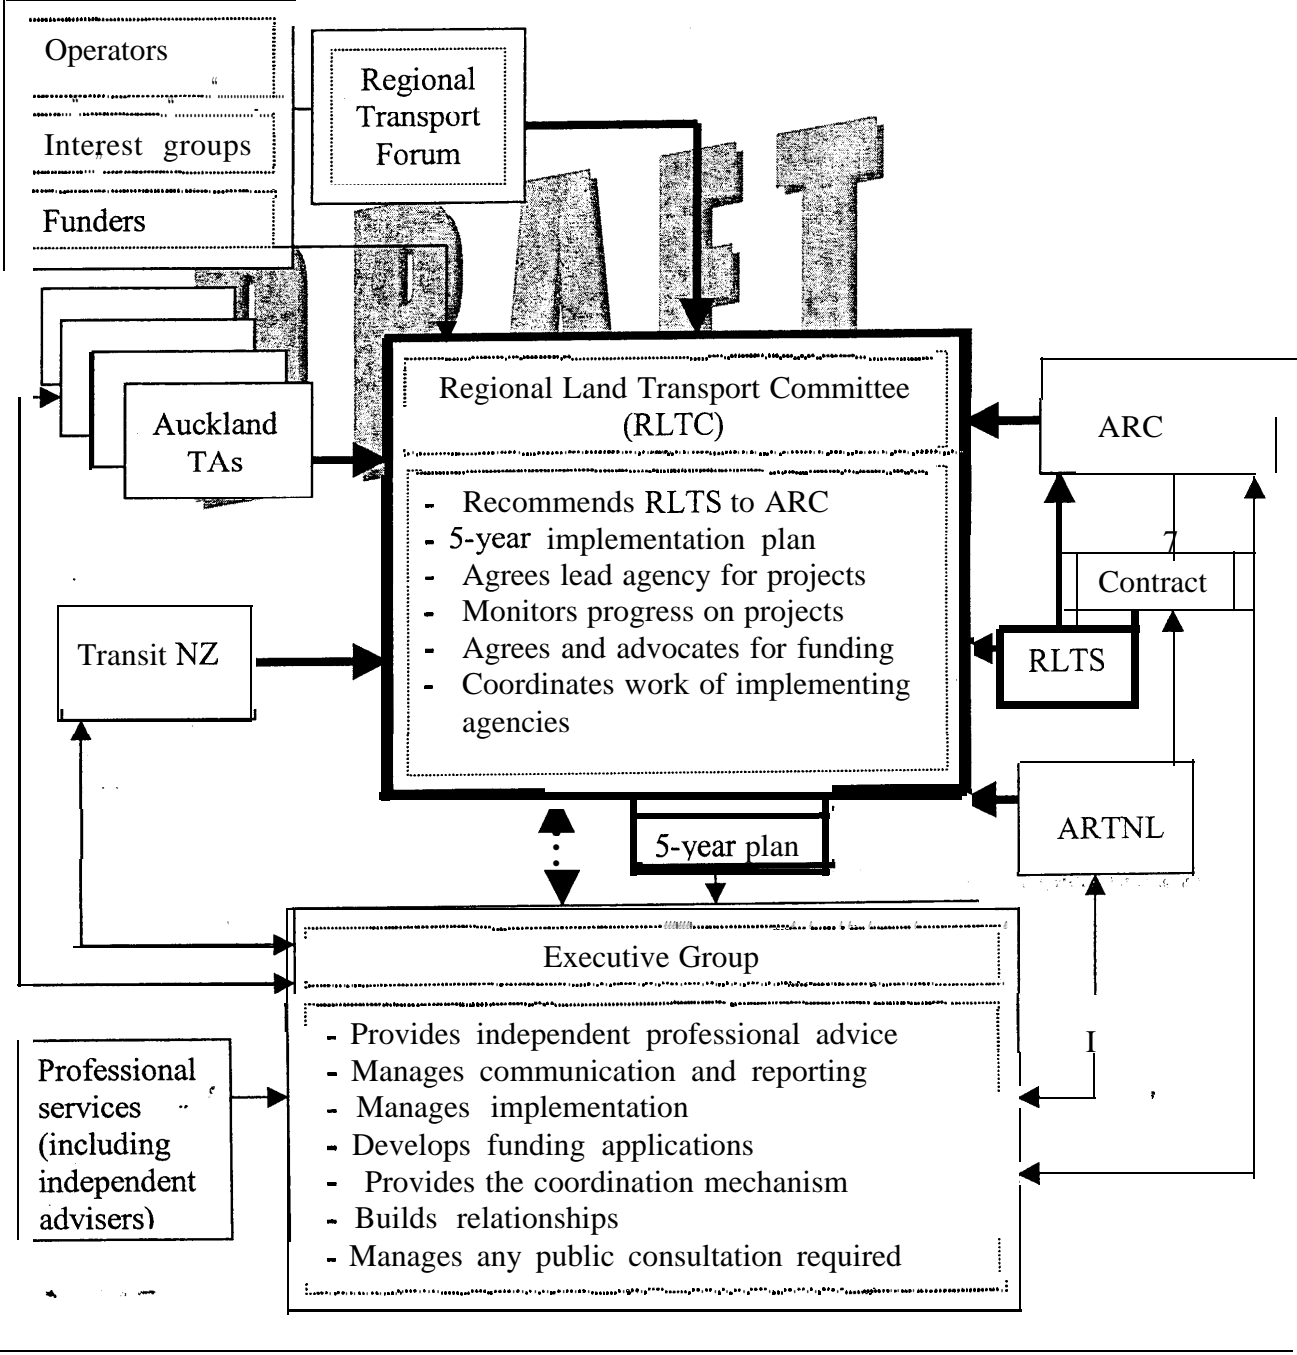 Operators
Interest groups
Funders
Regional
Transport
Forum
DRAFT
Auckland
TAs
Regional Land Transport Committee
(RLTC)
- Recommends RLTS to ARC
- 5-year implementation plan
- Agrees lead agency for projects
- Monitors progress on projects
- Agrees and advocates for funding
- Coordinates work of implementing
agencies
ARC
7
Contract
RLTS
Transit NZ
ARTNL
5-year plan
Executive Group
- Provides independent professional advice
- Manages communication and reporting
- Manages implementation
- Develops funding applications
- Provides the coordination mechanism
- Builds relationships
- Manages any public consultation required
I
Professional
services
(including
independent
advisers)